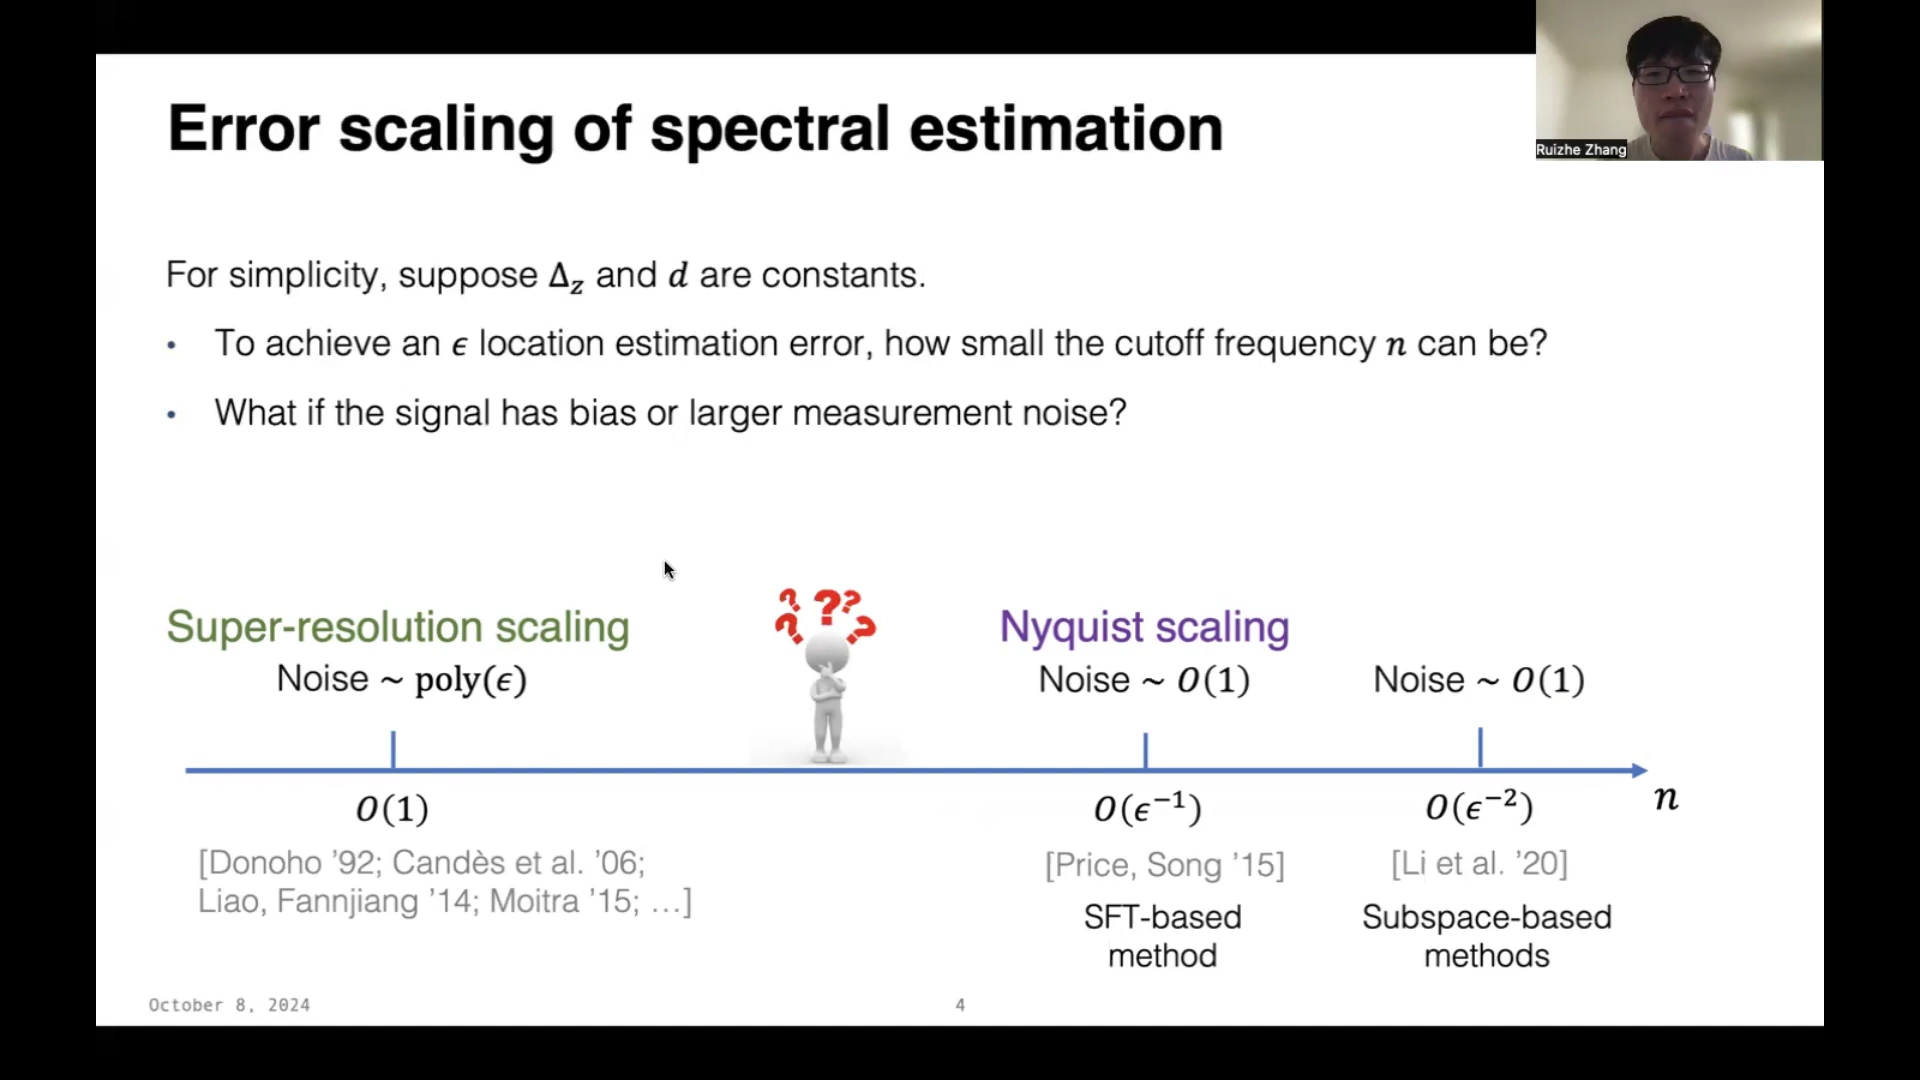 Error scaling of spectral estimation
Ruizhe Zhang
For simplicity, suppose Δ_z and d are constants.
• To achieve an ϵ location estimation error, how small the cutoff frequency n can be?
• What if the signal has bias or larger measurement noise?
? ? ? ? ?
Super-resolution scaling
Noise ~ poly(ϵ)
Nyquist scaling
Noise ~ O(1)
Noise ~ O(1)
O(1)
O(ϵ⁻¹)
O(ϵ⁻²)
n
[Donoho ’92; Candès et al. ’06;
Liao, Fannjiang ’14; Moitra ’15; …]
[Price, Song ’15]
SFT-based
method
[Li et al. ’20]
Subspace-based
methods
October 8, 2024
4